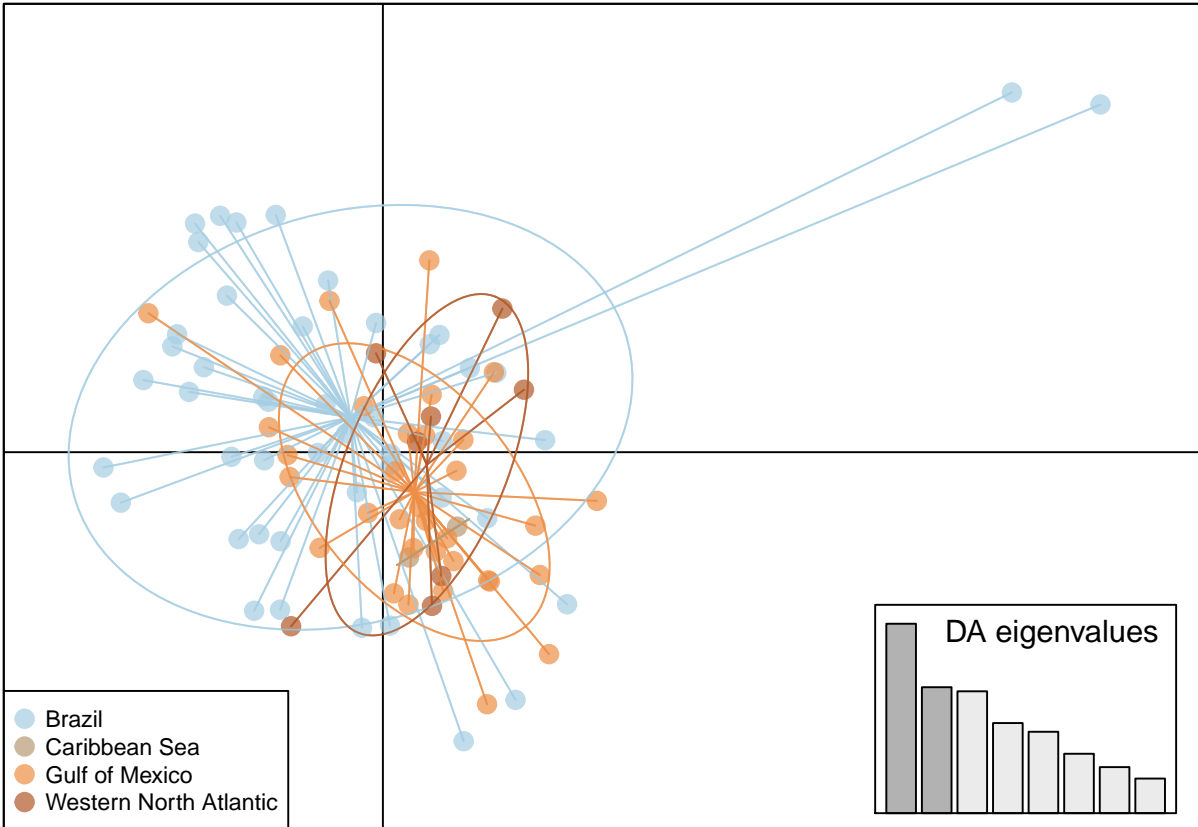 DA eigenvalues
Brazil
Caribbean Sea
Gulf of Mexico
Western North Atlantic